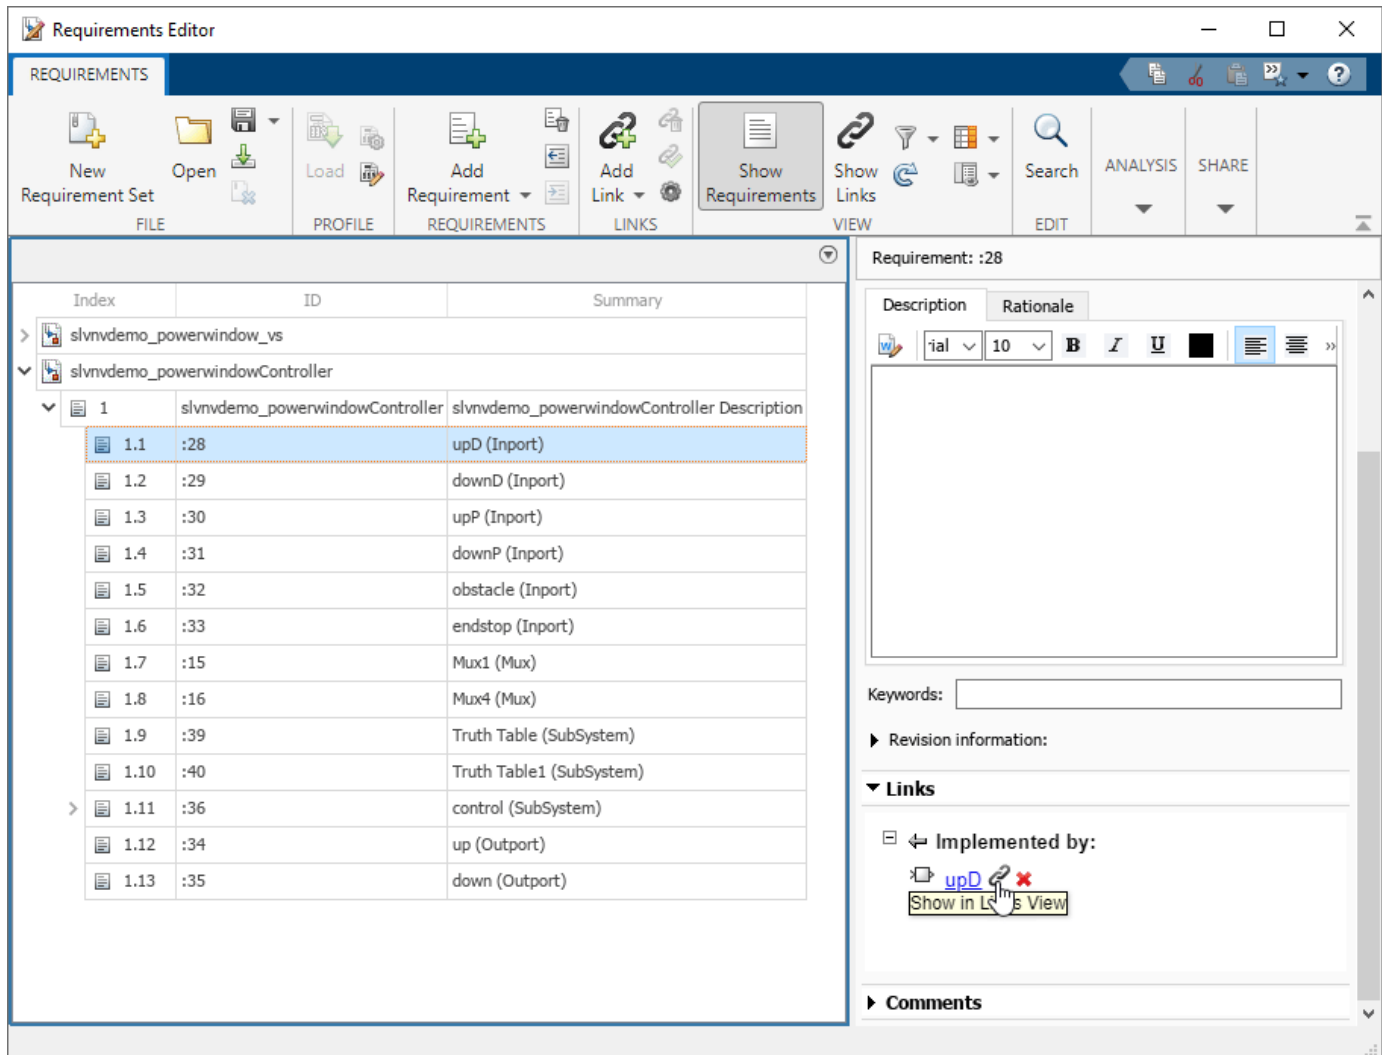 Requirements Editor
REQUIREMENTS
New
Requirement Set
Open
FILE
Load
PROFILE
Add
Requirement
REQUIREMENTS
Add
Link
LINKS
Show
Requirements
Show
Links
VIEW
Search
EDIT
ANALYSIS
SHARE
Index ID Summary
slvnvdemo_powerwindow_vs
slvnvdemo_powerwindowController
1 slvnvdemo_powerwindowController slvnvdemo_powerwindowController Description
1.1 :28 upD (Inport)
1.2 :29 downD (Inport)
1.3 :30 upP (Inport)
1.4 :31 downP (Inport)
1.5 :32 obstacle (Inport)
1.6 :33 endstop (Inport)
1.7 :15 Mux1 (Mux)
1.8 :16 Mux4 (Mux)
1.9 :39 Truth Table (SubSystem)
1.10 :40 Truth Table1 (SubSystem)
1.11 :36 control (SubSystem)
1.12 :34 up (Outport)
1.13 :35 down (Outport)
Requirement: :28
Description Rationale
rial 10 B I U »
Keywords:
Revision information:
Links
Implemented by:
upD
Show in Links View
Comments